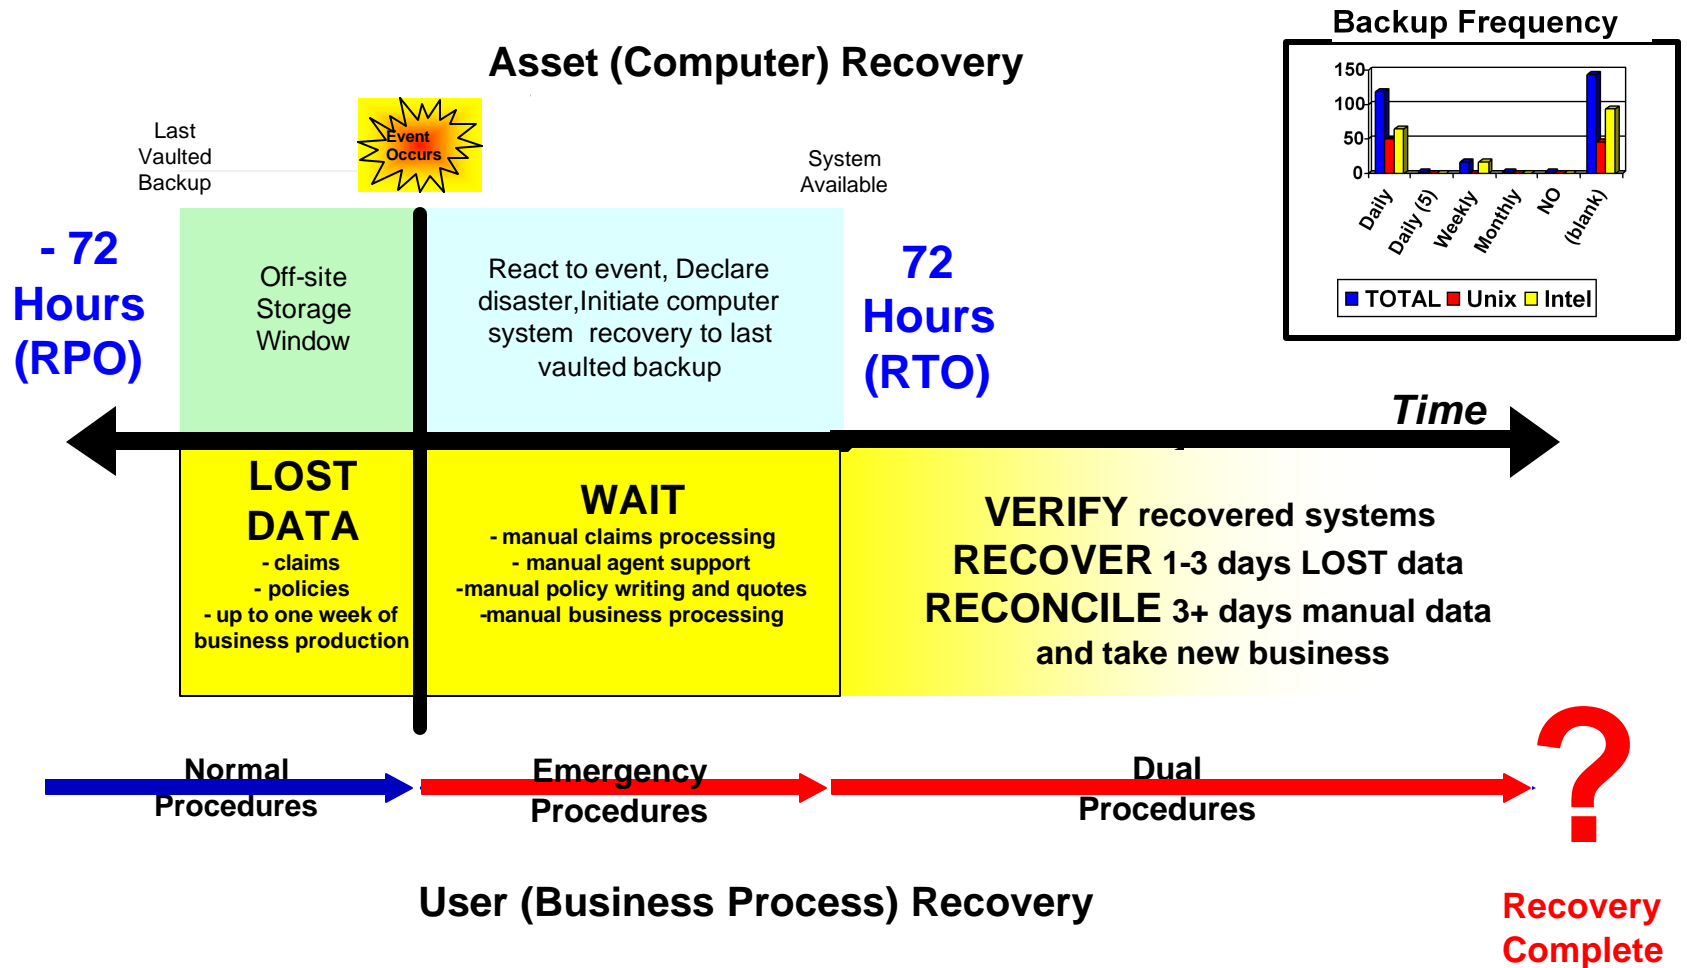 Backup Frequency
Asset (Computer) Recovery
150
100
50
0
Daily
Daily (5)
Weekly
Monthly
NO
(blank)
TOTAL Unix Intel
Last
Vaulted
Backup
Event
Occurs
System
Available
- 72
Hours
(RPO)
Off-site
Storage
Window
React to event, Declare
disaster,Initiate computer
system recovery to last
vaulted backup
72
Hours
(RTO)
Time
LOST
DATA
- claims
- policies
- up to one week of
business production
WAIT
- manual claims processing
- manual agent support
-manual policy writing and quotes
-manual business processing
VERIFY recovered systems
RECOVER 1-3 days LOST data
RECONCILE 3+ days manual data
and take new business
Normal
Procedures
Emergency
Procedures
Dual
Procedures
?
User (Business Process) Recovery
Recovery
Complete